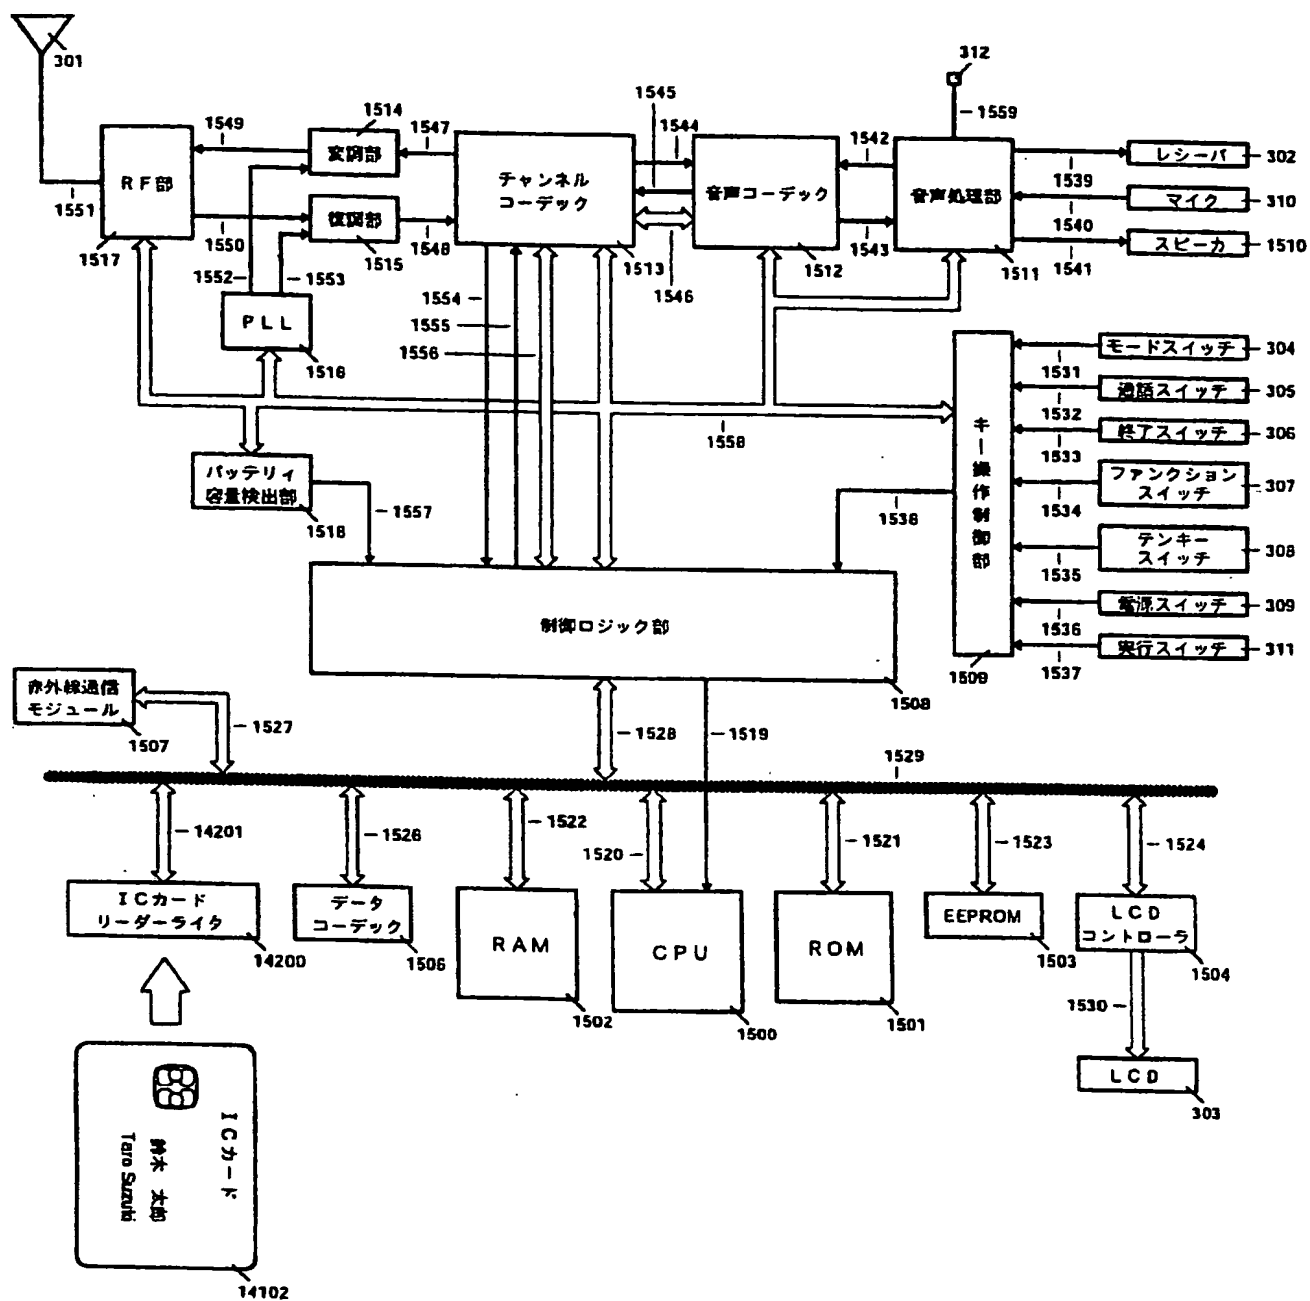 301
312
1551
RF部
1517
1549
1550
1514
変調部
復調部
1515
1547
1548
1552
1553
PLL
1516
チャンネル
コーデック
1513
1545
1544
1546
音声コーデック
1512
1542
1543
1559
音声処理部
1511
1539
1540
1541
レシーバ
302
マイク
310
スピーカ
1510
1554
1555
1556
1558
バッテリィ
容量検出部
1518
1557
1538
キー操作制御部
1509
1531
モードスイッチ
304
1532
通話スイッチ
305
1533
終了スイッチ
306
1534
ファンクション
スイッチ
307
1535
テンキー
スイッチ
308
1536
電源スイッチ
309
1537
実行スイッチ
311
制御ロジック部
1508
赤外線通信
モジュール
1507
1527
1528
1519
1529
14201
1526
1522
1520
1521
1523
1524
ICカード
リーダーライタ
14200
データ
コーデック
1506
RAM
1502
CPU
1500
ROM
1501
EEPROM
1503
LCD
コントローラ
1504
1530
LCD
303
ICカード
鈴木 太郎
Taro Suzuki
14102